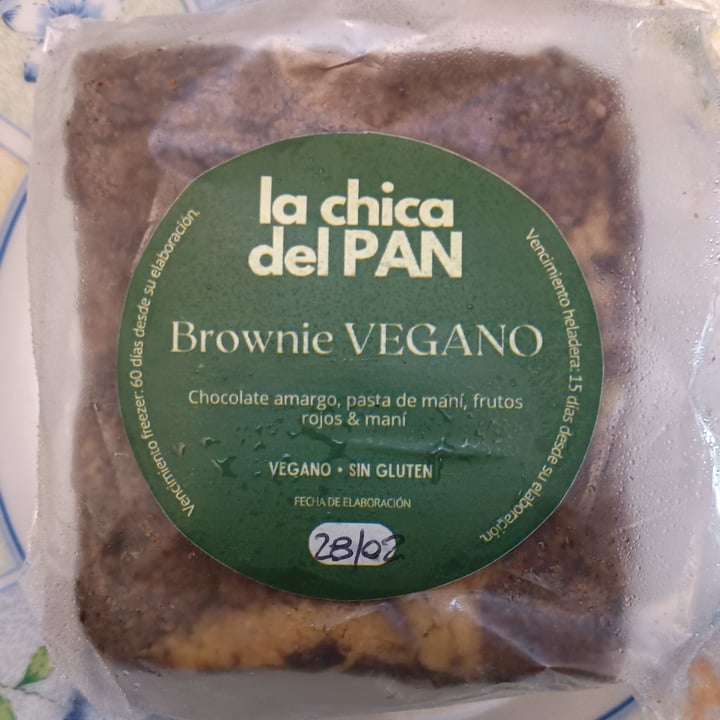 la chica
del PAN
Brownie VEGANO
Chocolate amargo, pasta de maní, frutos
rojos & maní
VEGANO • SIN GLUTEN
FECHA DE ELABORACIÓN
28/02
Vencimiento freezer: 60 días desde su elaboración.
Vencimiento heladera: 15 días desde su elaboración.